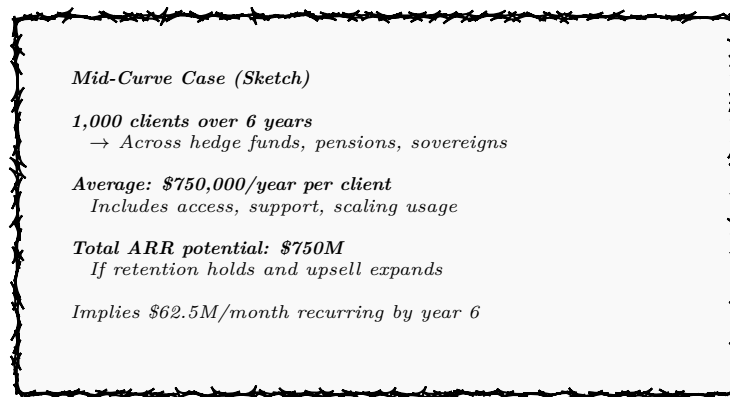 Mid-Curve Case (Sketch)
1,000 clients over 6 years
→ Across hedge funds, pensions, sovereigns
Average: $750,000/year per client
Includes access, support, scaling usage
Total ARR potential: $750M
If retention holds and upsell expands
Implies $62.5M/month recurring by year 6